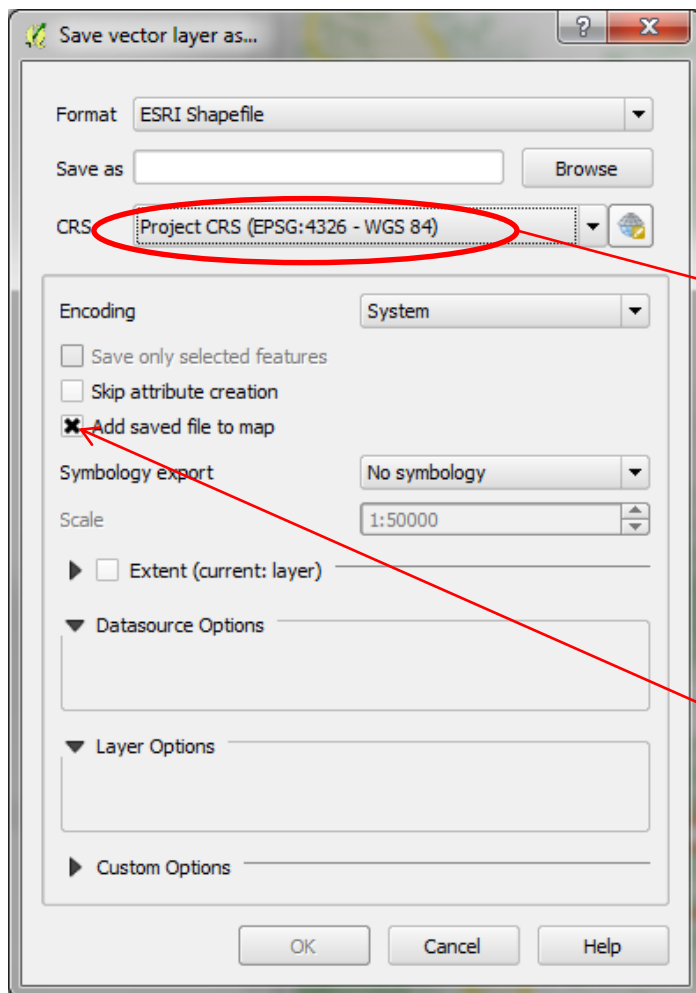 Save vector layer as...
Format ESRI Shapefile
Save as Browse
CRS Project CRS (EPSG:4326 - WGS 84)
Encoding System
Save only selected features
Skip attribute creation
Add saved file to map
Symbology export No symbology
Scale 1:50000
Extent (current: layer)
Datasource Options
Layer Options
Custom Options
OK Cancel Help